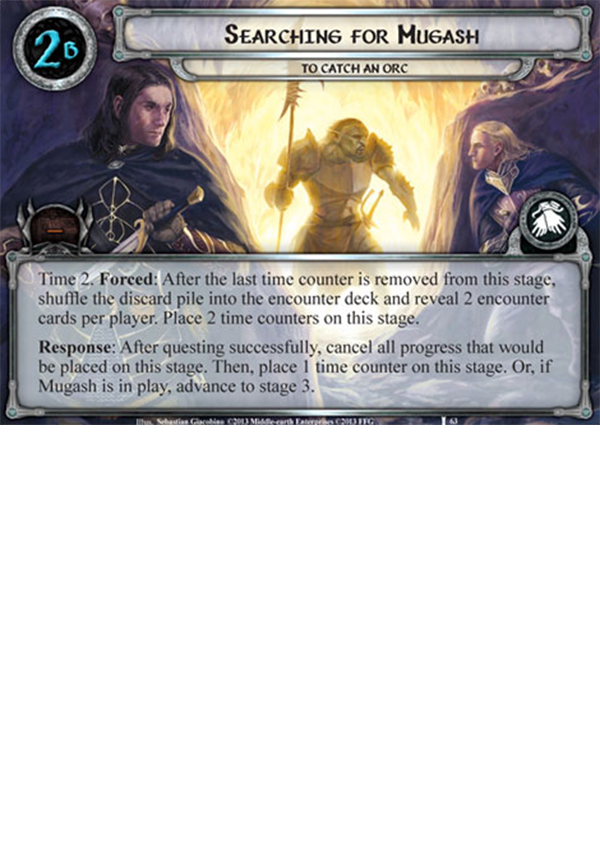 2B
SEARCHING FOR MUGASH
TO CATCH AN ORC
Time 2. Forced: After the last time counter is removed from this stage,
shuffle the discard pile into the encounter deck and reveal 2 encounter
cards per player. Place 2 time counters on this stage.
Response: After questing successfully, cancel all progress that would
be placed on this stage. Then, place 1 time counter on this stage. Or, if
Mugash is in play, advance to stage 3.
Illus. Sebastian Giacobino ©2013 Middle-earth Enterprises ©2013 FFG 63